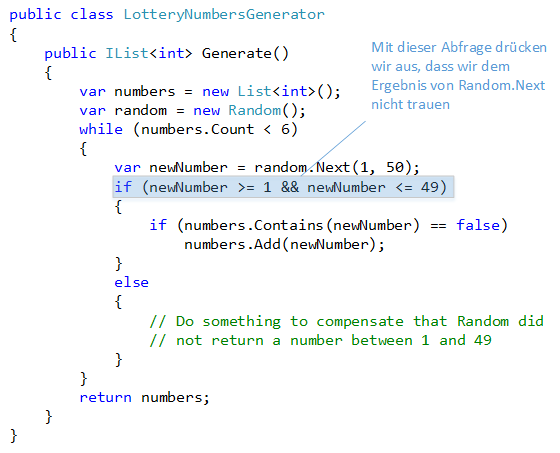 public class LotteryNumbersGenerator
{
    public IList<int> Generate()
    {
        var numbers = new List<int>();
        var random = new Random();
        while (numbers.Count < 6)
        {
            var newNumber = random.Next(1, 50);
            if (newNumber >= 1 && newNumber <= 49)
            {
                if (numbers.Contains(newNumber) == false)
                    numbers.Add(newNumber);
            }
            else
            {
                // Do something to compensate that Random did
                // not return a number between 1 and 49
            }
        }
        return numbers;
    }
}
Mit dieser Abfrage drücken
wir aus, dass wir dem
Ergebnis von Random.Next
nicht trauen